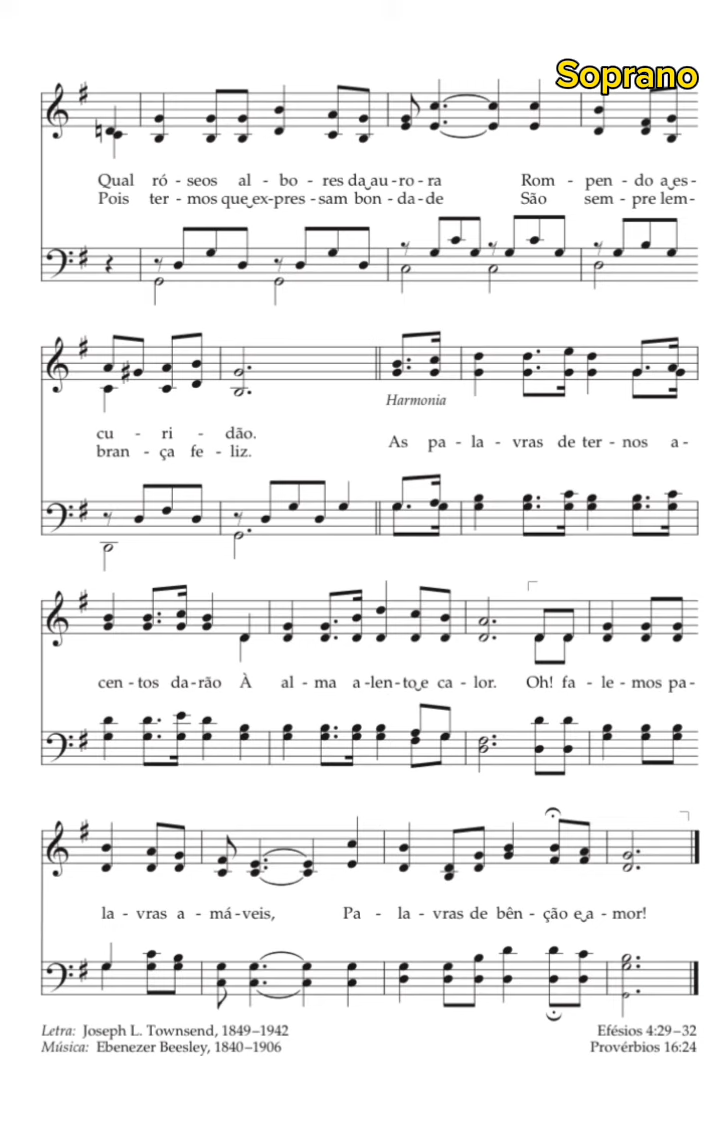 Soprano
Qual ró - seos al - bo - res da au - ro - ra Rom - pen - do a es-
Pois ter - mos que ex - pres - sam bon - da - de São sem - pre lem-
Harmonia
cu - ri - dão. As pa - la - vras de ter - nos a -
bran - ça fe - liz.
cen - tos da - rão À al - ma a - len - to e ca - lor. Oh! fa - le - mos pa -
la - vras a - má - veis, Pa - la - vras de bên - ção e a - mor!
Letra: Joseph L. Townsend, 1849–1942 Efésios 4:29–32
Música: Ebenezer Beesley, 1840–1906 Provérbios 16:24